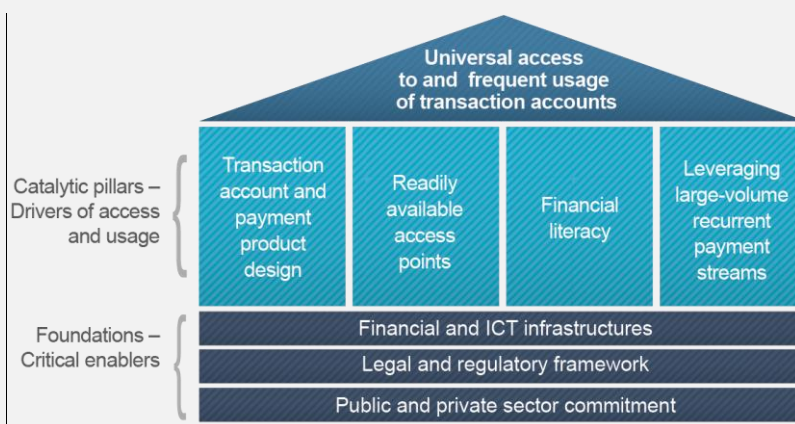 Universal access
to and frequent usage
of transaction accounts
Catalytic pillars –
Drivers of access
and usage
Transaction
account and
payment
product
design
Readily
available
access
points
Financial
literacy
Leveraging
large-volume
recurrent
payment
streams
Foundations –
Critical enablers
Financial and ICT infrastructures
Legal and regulatory framework
Public and private sector commitment